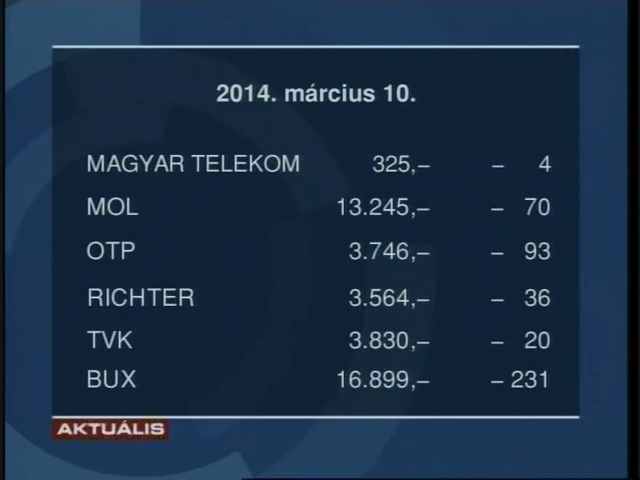 2014. március 10.
MAGYAR TELEKOM 325,– – 4
MOL 13.245,– – 70
OTP 3.746,– – 93
RICHTER 3.564,– – 36
TVK 3.830,– – 20
BUX 16.899,– – 231
AKTUÁLIS